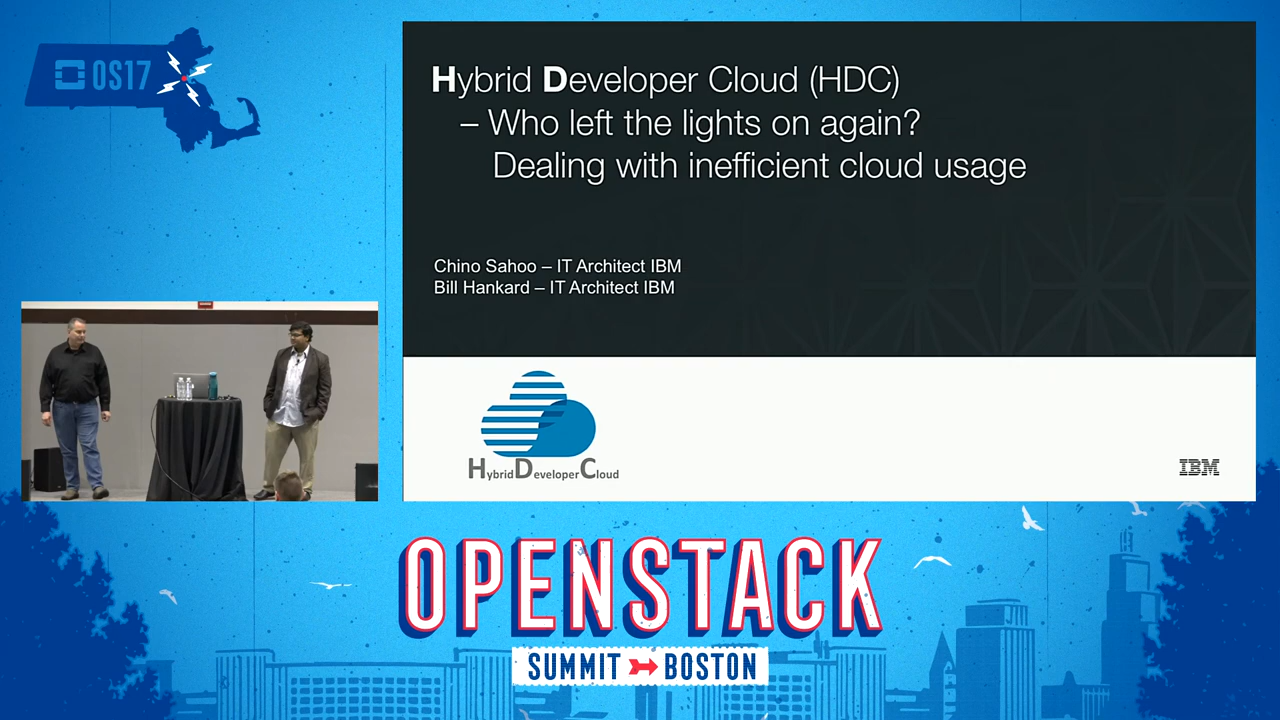 OS17
Hybrid Developer Cloud (HDC)
– Who left the lights on again?
Dealing with inefficient cloud usage
Chino Sahoo – IT Architect IBM
Bill Hankard – IT Architect IBM
HybridDeveloperCloud
IBM
OPENSTACK
SUMMIT BOSTON